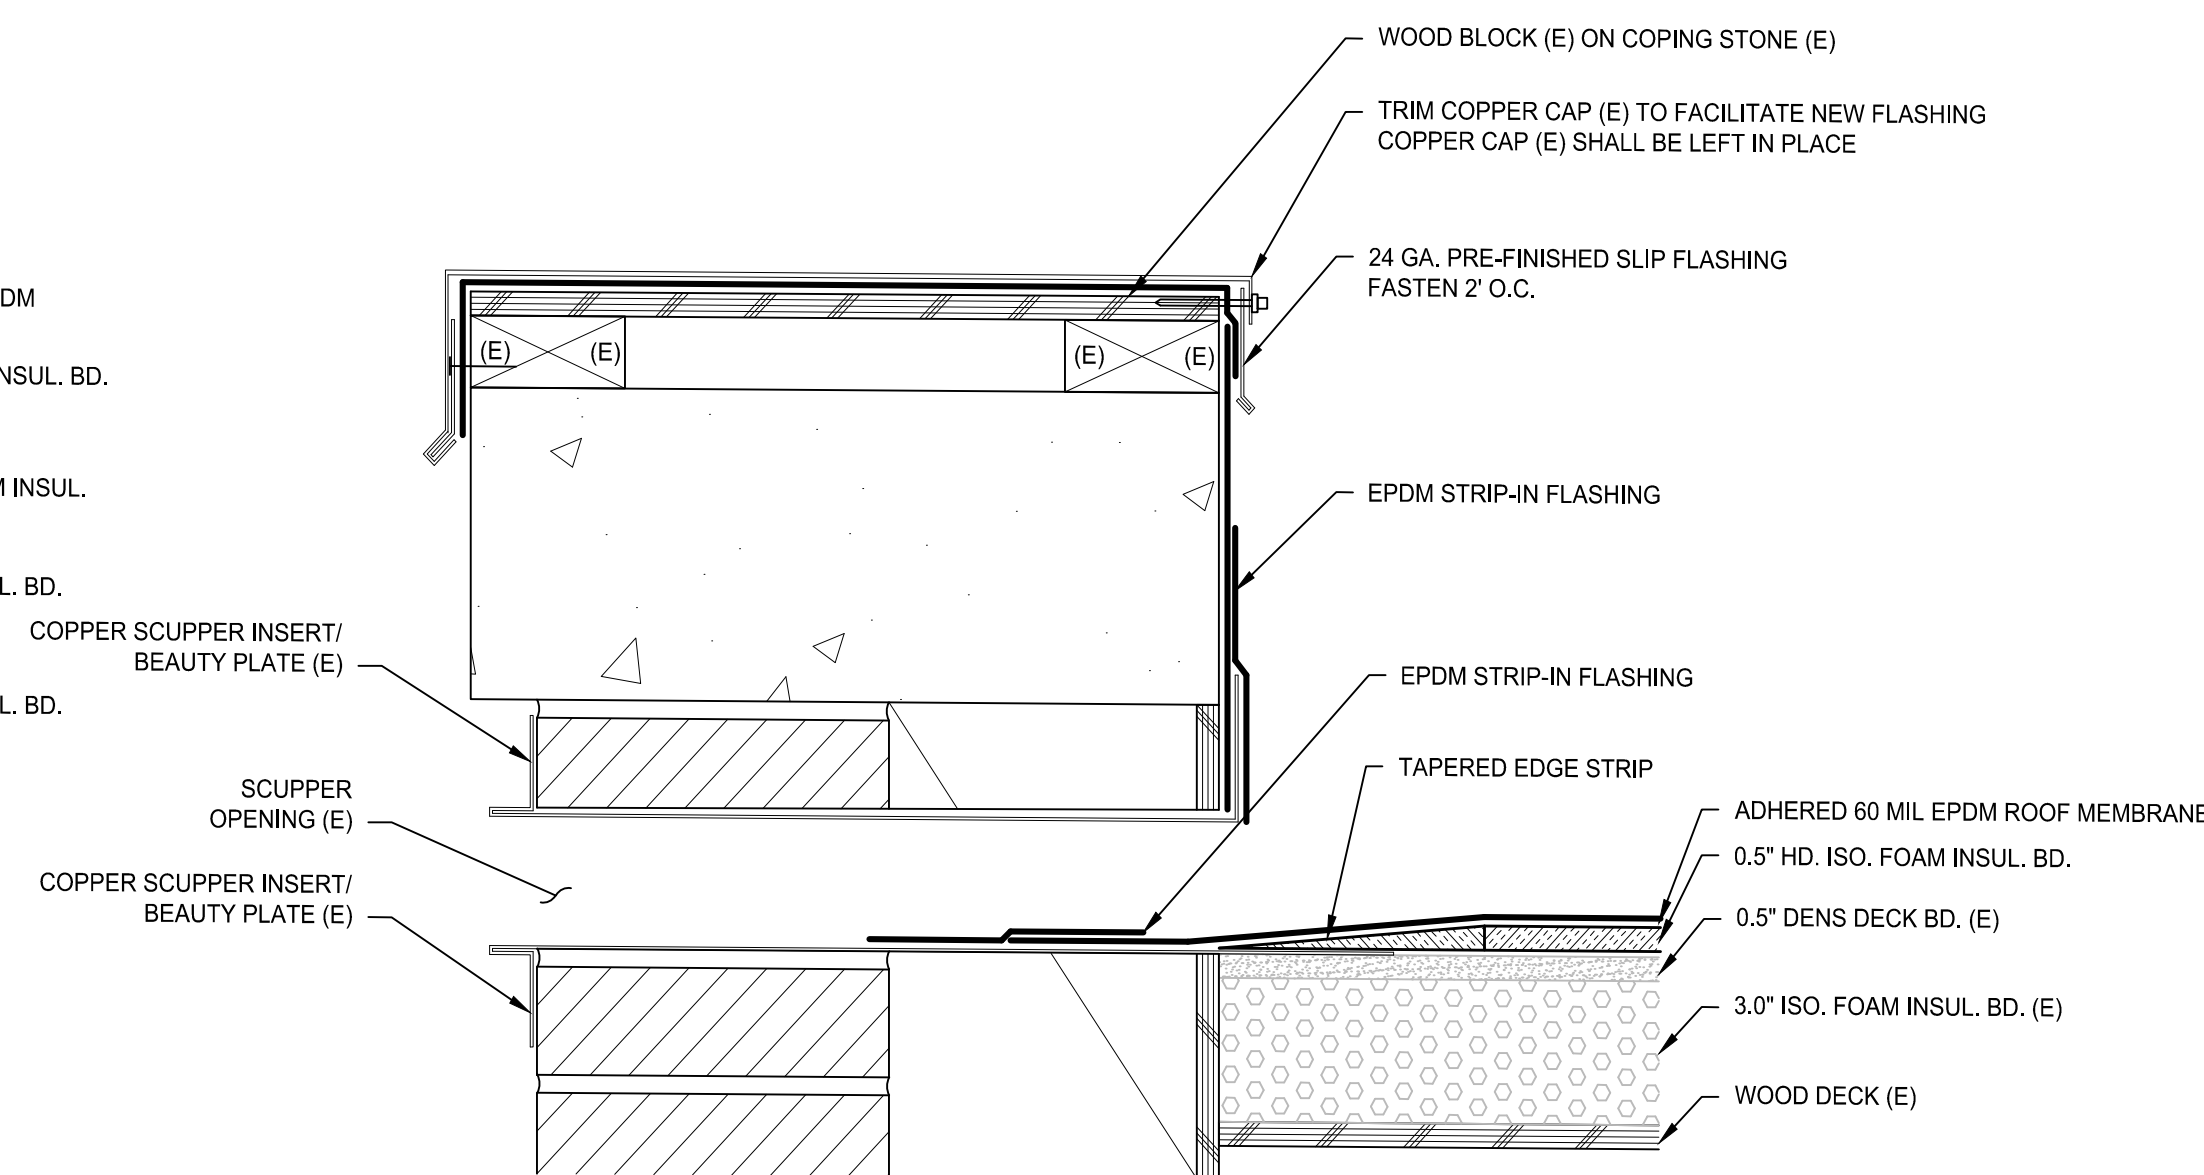 WOOD BLOCK (E) ON COPING STONE (E)
TRIM COPPER CAP (E) TO FACILITATE NEW FLASHING
COPPER CAP (E) SHALL BE LEFT IN PLACE
24 GA. PRE-FINISHED SLIP FLASHING
FASTEN 2' O.C.
DM
NSUL. BD.
INSUL.
L. BD.
L. BD.
(E) (E) (E) (E)
EPDM STRIP-IN FLASHING
COPPER SCUPPER INSERT/
BEAUTY PLATE (E)
EPDM STRIP-IN FLASHING
TAPERED EDGE STRIP
SCUPPER
OPENING (E)
COPPER SCUPPER INSERT/
BEAUTY PLATE (E)
ADHERED 60 MIL EPDM ROOF MEMBRANE
0.5" HD. ISO. FOAM INSUL. BD.
0.5" DENS DECK BD. (E)
3.0" ISO. FOAM INSUL. BD. (E)
WOOD DECK (E)